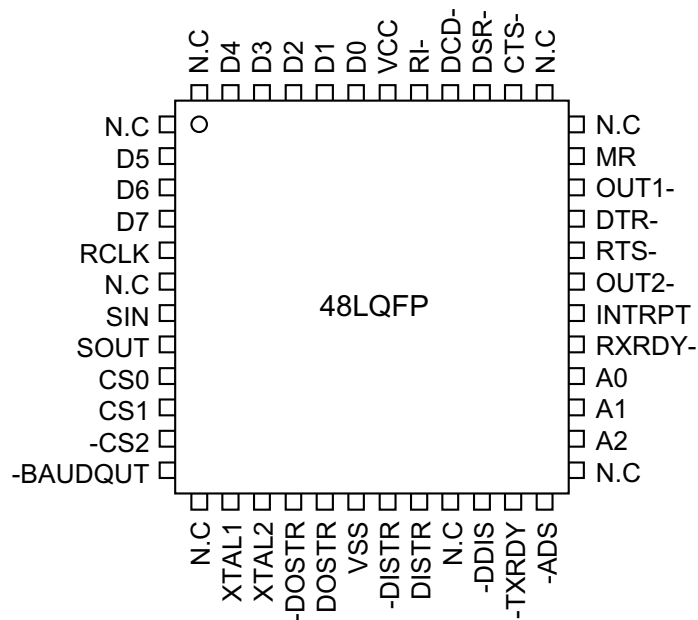 N.C
D4
D3
D2
D1
D0
VCC
RI-
DCD-
DSR-
CTS-
N.C
N.C
D5
D6
D7
RCLK
N.C
SIN
SOUT
CS0
CS1
-CS2
-BAUDQUT
48LQFP
N.C
MR
OUT1-
DTR-
RTS-
OUT2-
INTRPT
RXRDY-
A0
A1
A2
N.C
N.C
XTAL1
XTAL2
-DOSTR
DOSTR
VSS
-DISTR
DISTR
N.C
-DDIS
-TXRDY
-ADS